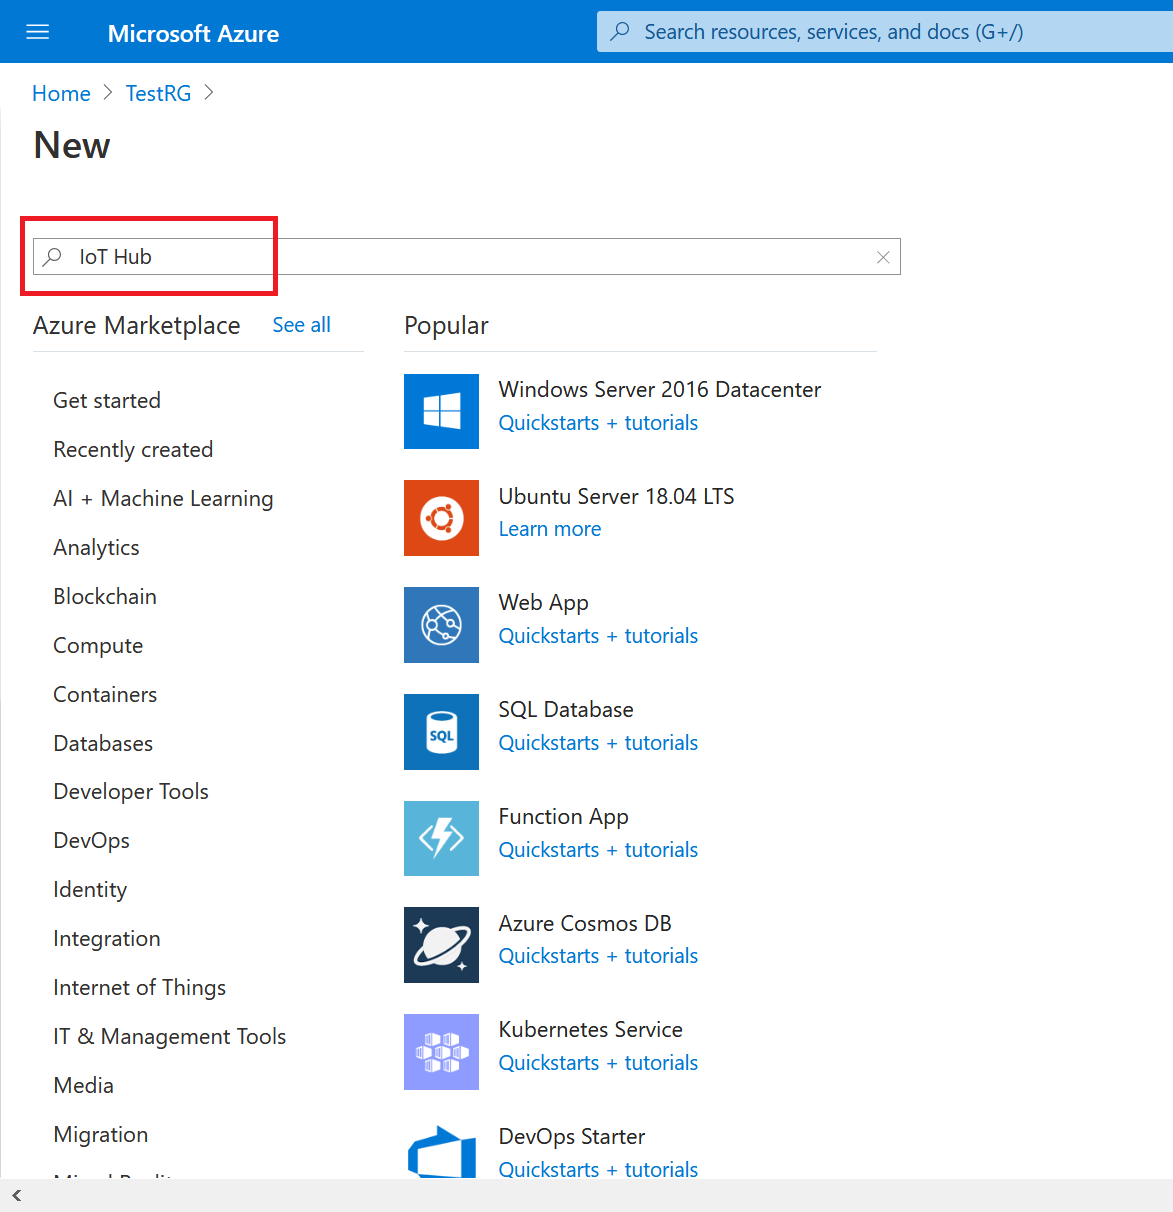 Microsoft Azure
Search resources, services, and docs (G+/)
Home > TestRG >
New
IoT Hub
Azure Marketplace See all
Get started
Recently created
AI + Machine Learning
Analytics
Blockchain
Compute
Containers
Databases
Developer Tools
DevOps
Identity
Integration
Internet of Things
IT & Management Tools
Media
Migration
Popular
Windows Server 2016 Datacenter
Quickstarts + tutorials
Ubuntu Server 18.04 LTS
Learn more
Web App
Quickstarts + tutorials
SQL
SQL Database
Quickstarts + tutorials
Function App
Quickstarts + tutorials
Azure Cosmos DB
Quickstarts + tutorials
Kubernetes Service
Quickstarts + tutorials
DevOps Starter
Quickstarts + tutorials